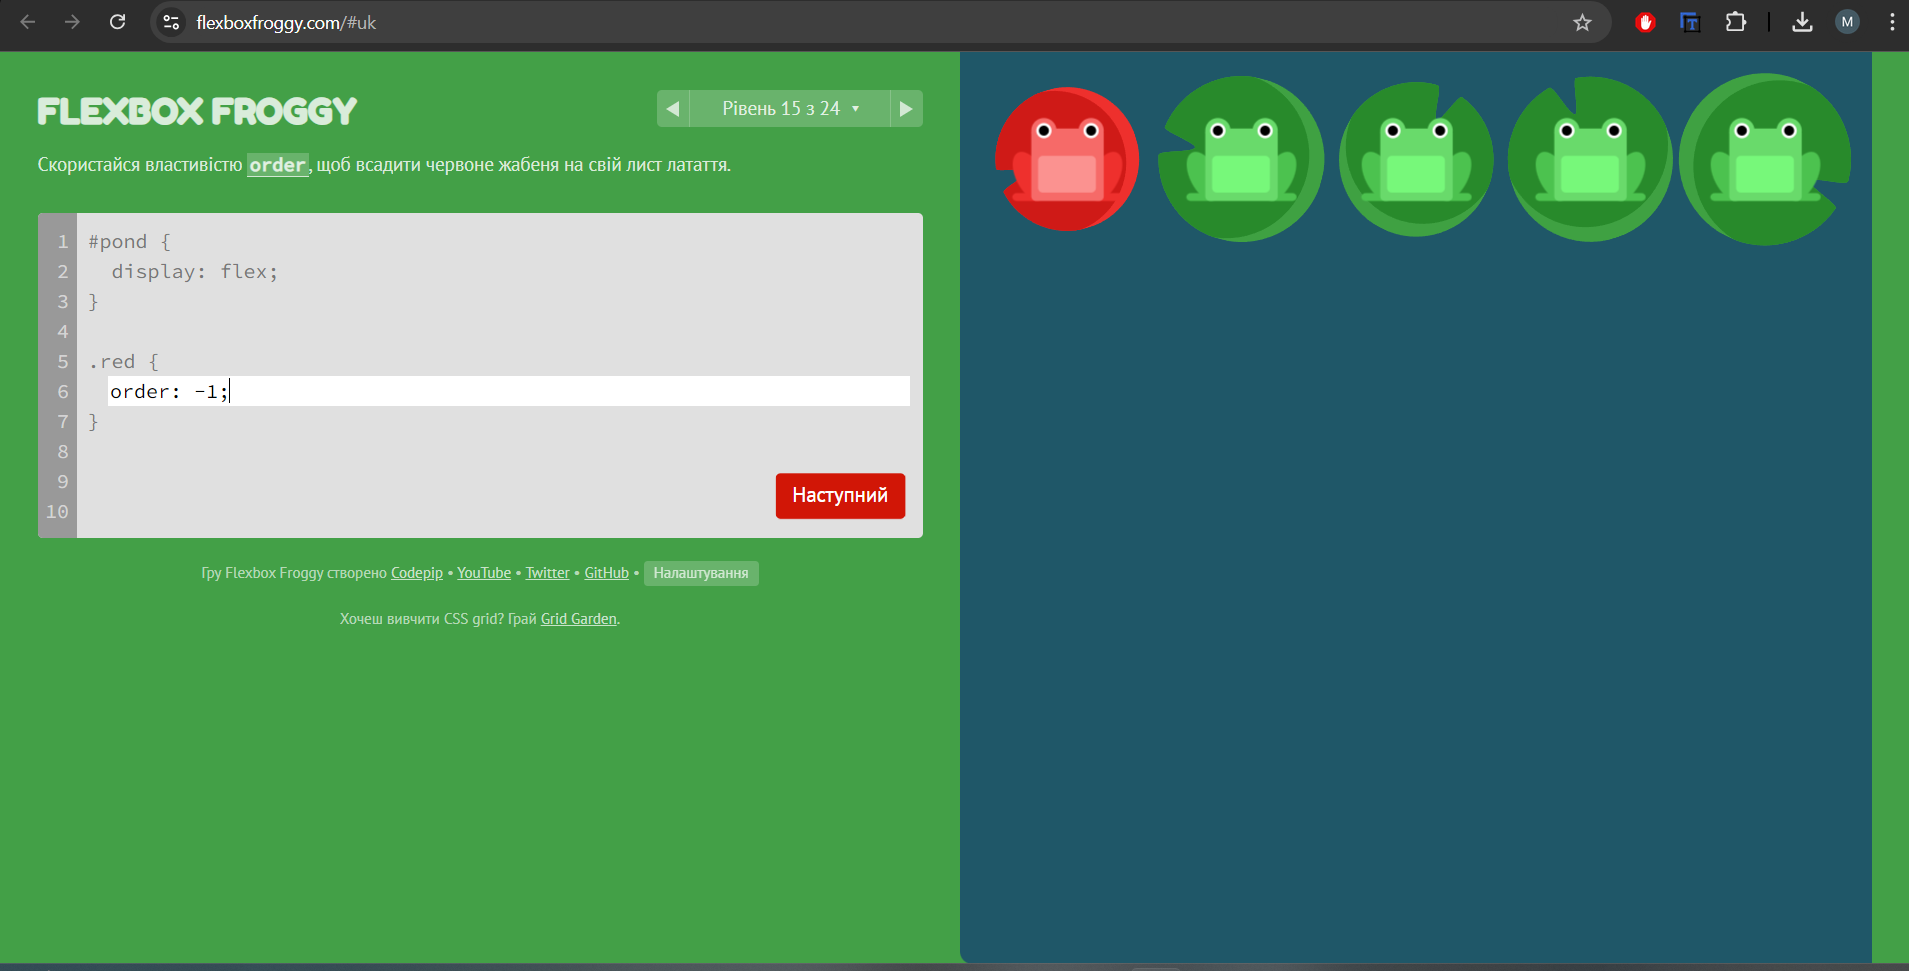 flexboxfroggy.com/#uk
M
FLEXBOX FROGGY
Рівень 15 з 24
Скористайся властивістю order, щоб всадити червоне жабеня на свій лист латаття.
1 #pond {
2 display: flex;
3 }
4
5 .red {
6 order: -1;
7 }
8
9
10
Наступний
Гру Flexbox Froggy створено Codepip • YouTube • Twitter • GitHub • Налаштування
Хочеш вивчити CSS grid? Грай Grid Garden.